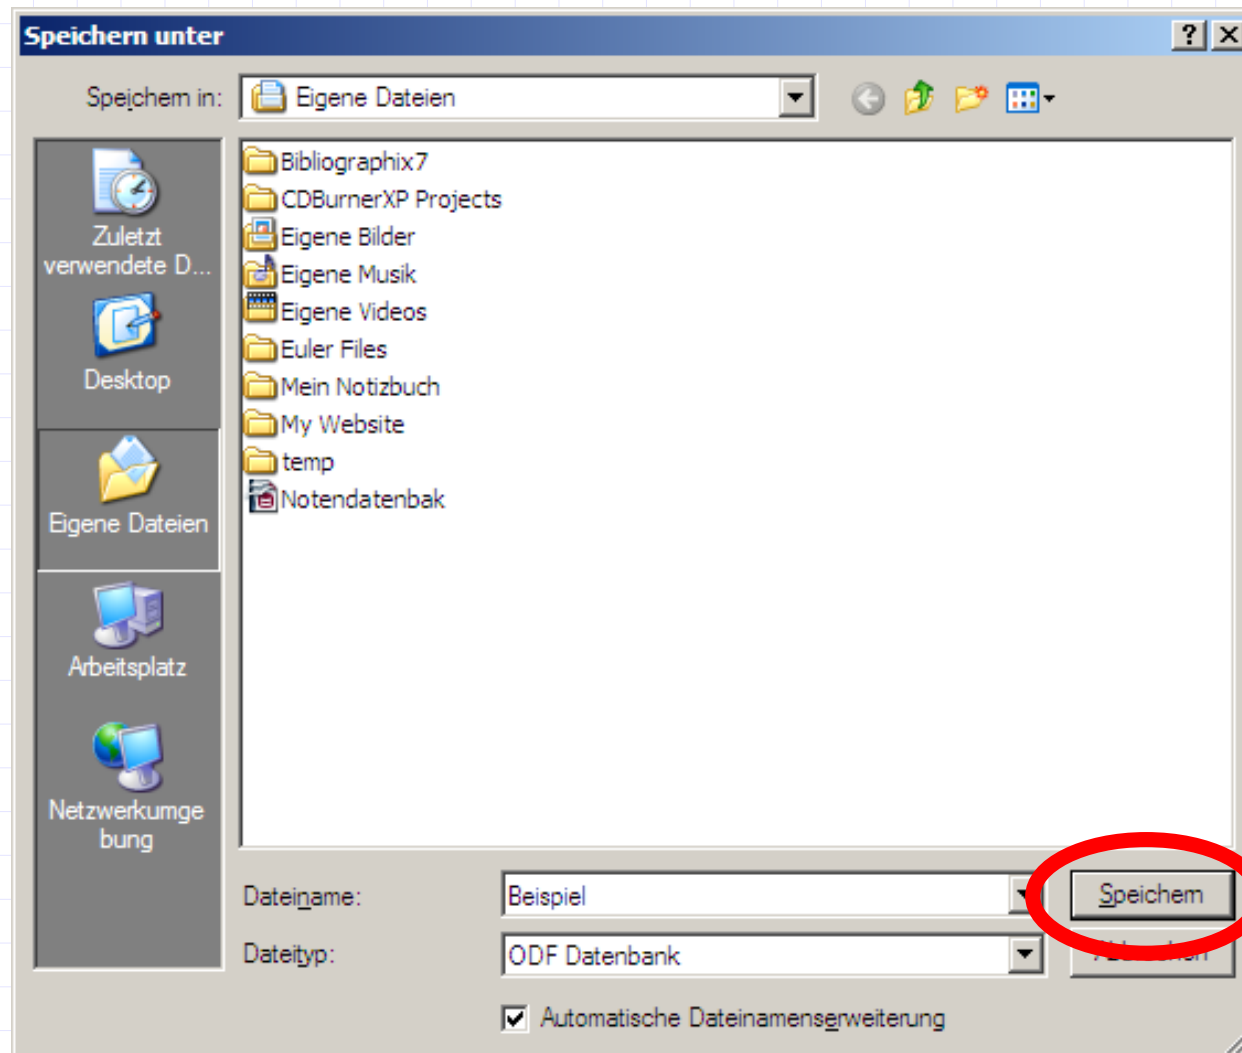 Speichern unter
Speichern in:
Eigene Dateien
Zuletzt
verwendete D...
Desktop
Eigene Dateien
Arbeitsplatz
Netzwerkumge
bung
Bibliographix7
CDBurnerXP Projects
Eigene Bilder
Eigene Musik
Eigene Videos
Euler Files
Mein Notizbuch
My Website
temp
Notendatenbak
Dateiname:
Beispiel
Speichern
Dateityp:
ODF Datenbank
Automatische Dateinamenserweiterung